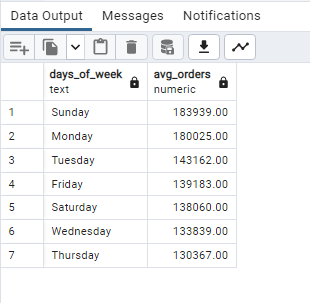 Data Output Messages Notifications
days_of_week avg_orders
text numeric
1 Sunday 183939.00
2 Monday 180025.00
3 Tuesday 143162.00
4 Friday 139183.00
5 Saturday 138060.00
6 Wednesday 133839.00
7 Thursday 130367.00